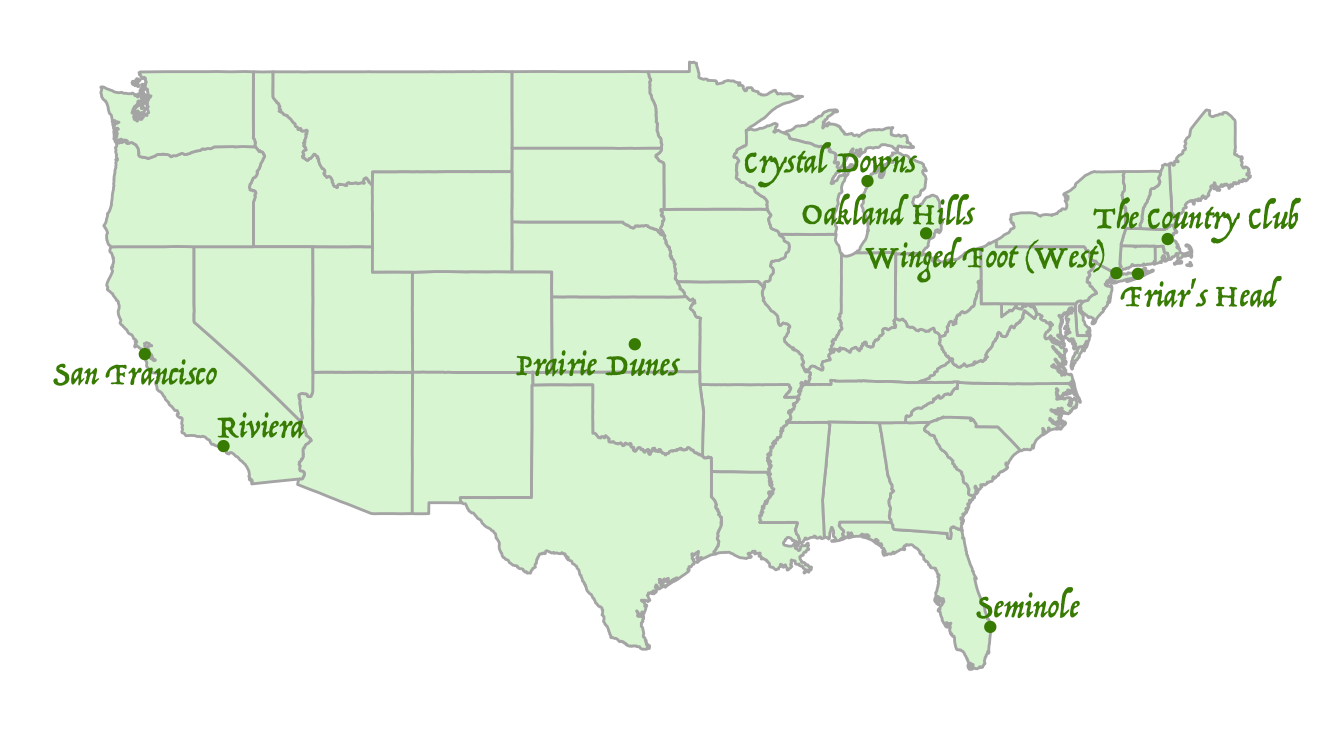 Crystal Downs
Oakland Hills
The Country Club
Winged Foot (West)
Friar's Head
San Francisco
Prairie Dunes
Riviera
Seminole